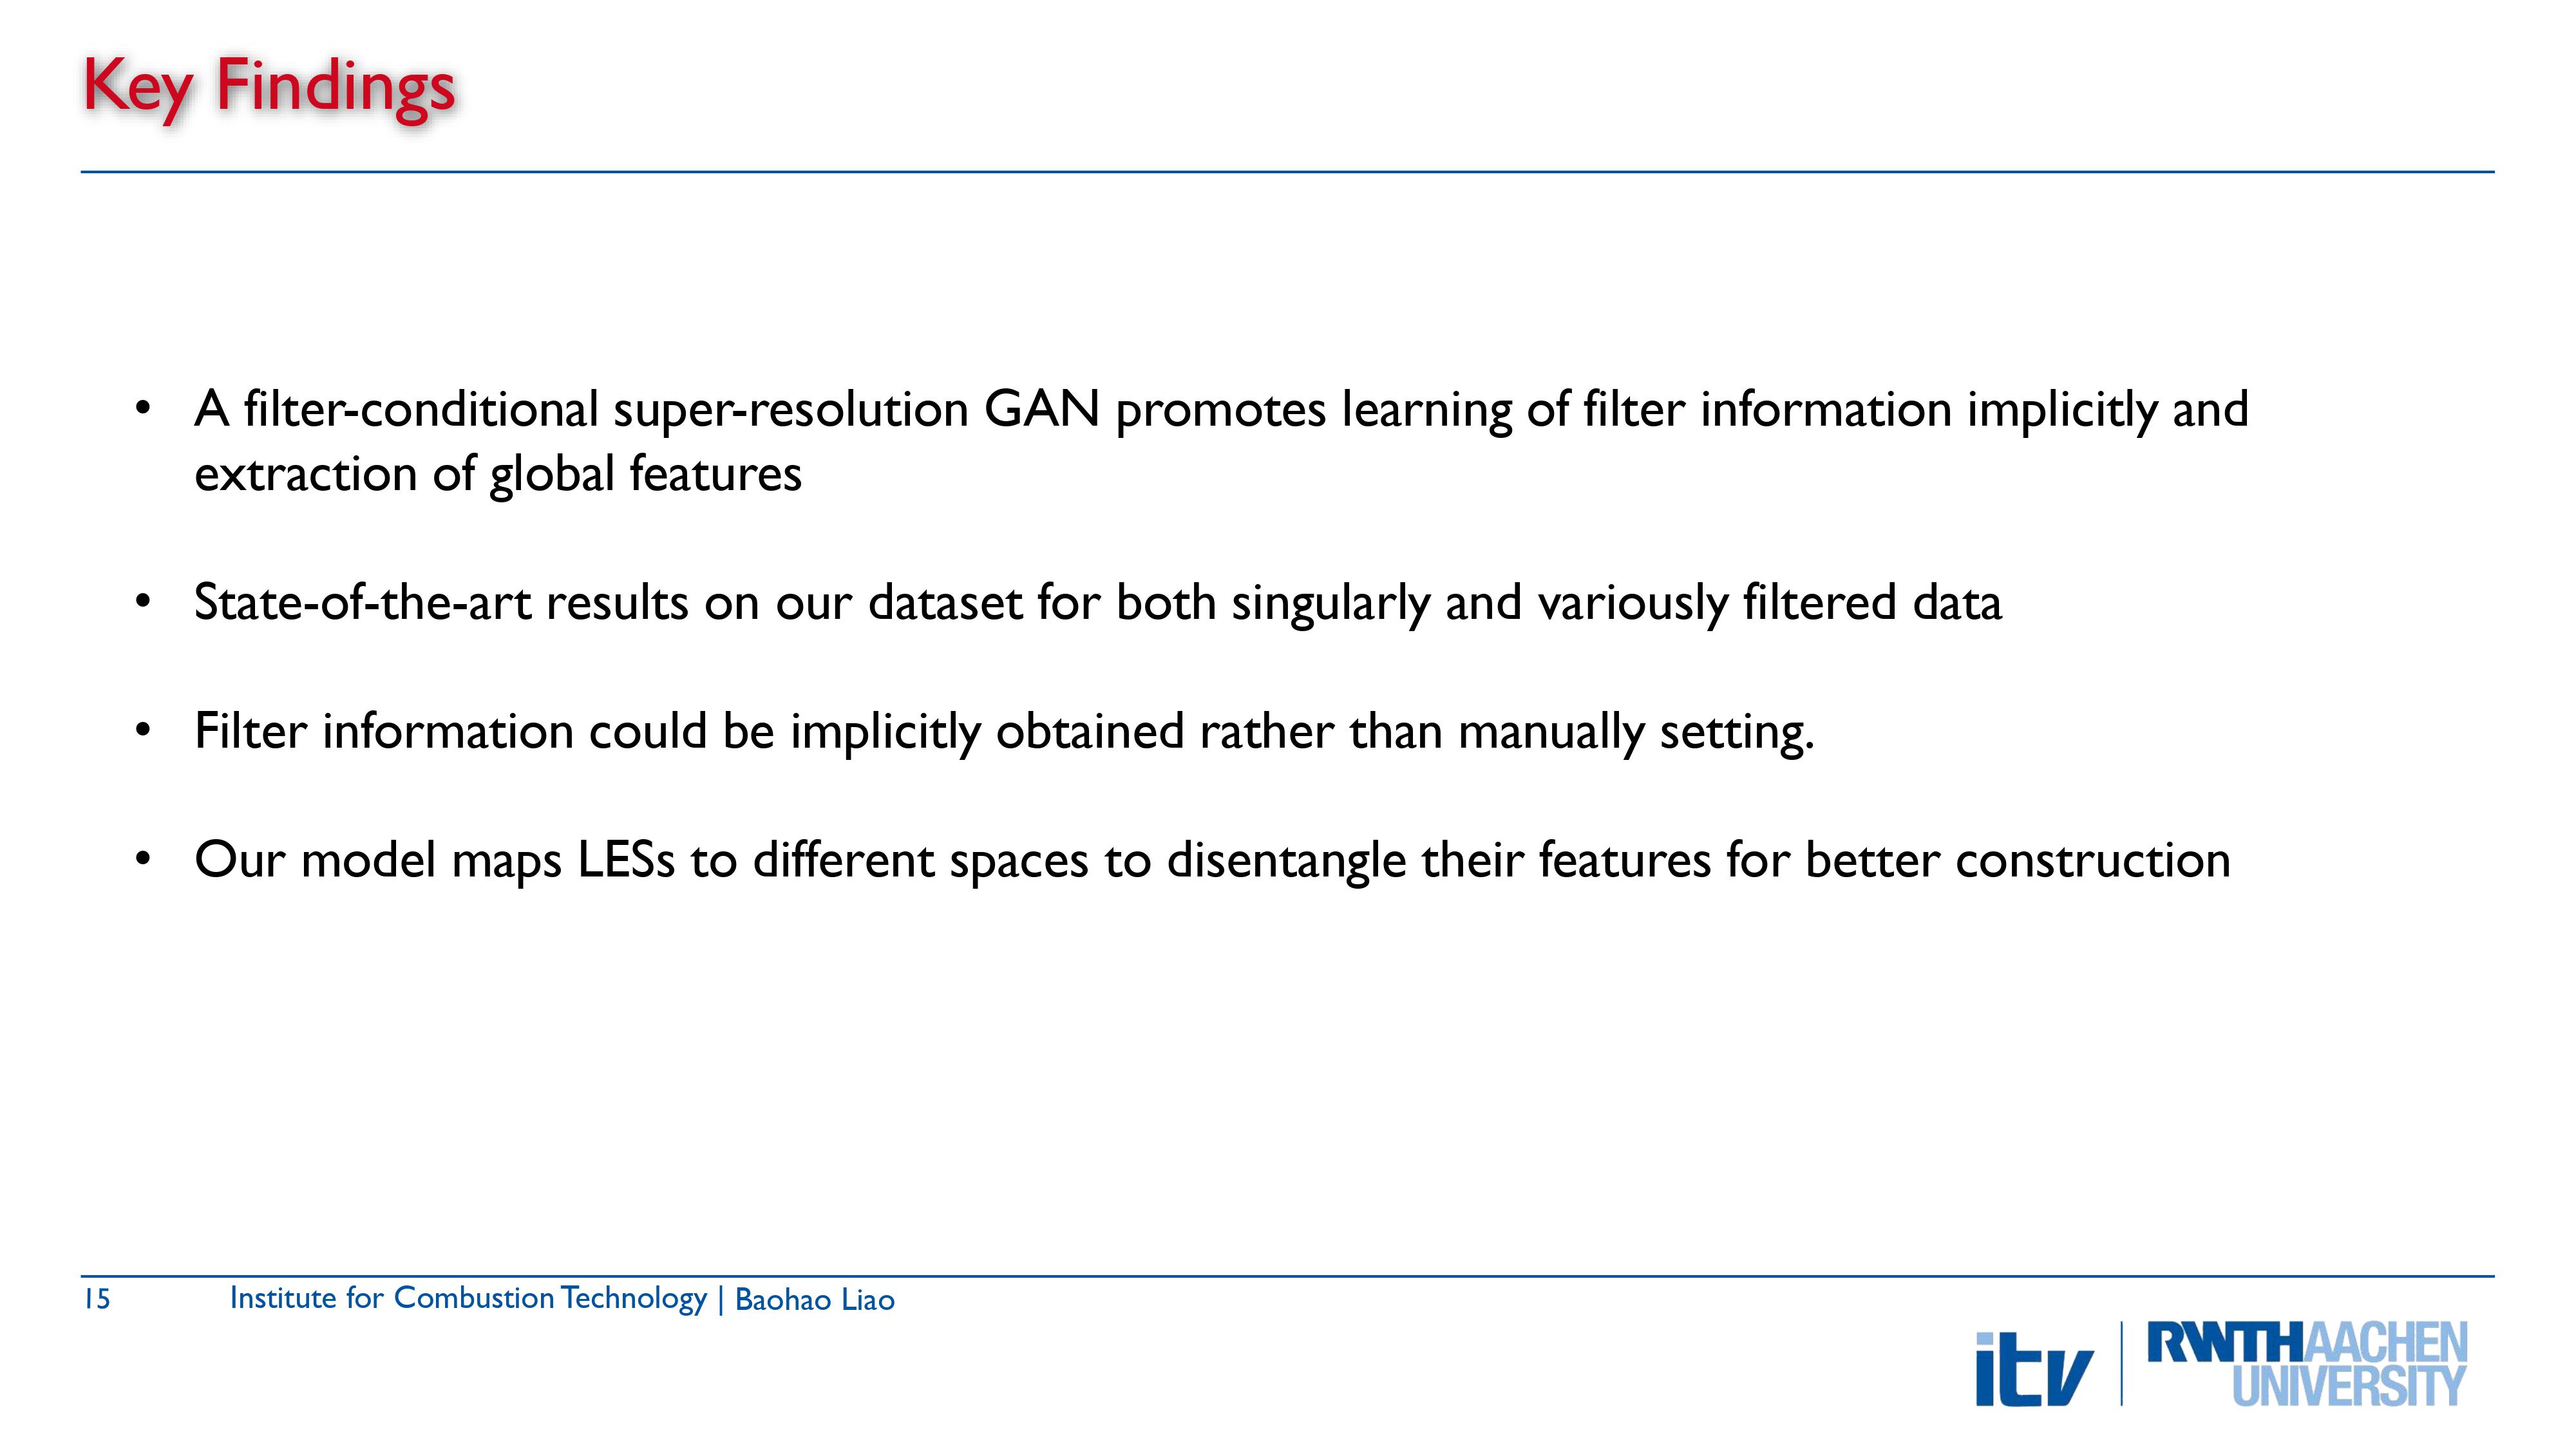 Key Findings
• A filter-conditional super-resolution GAN promotes learning of filter information implicitly and
extraction of global features
• State-of-the-art results on our dataset for both singularly and variously filtered data
• Filter information could be implicitly obtained rather than manually setting.
• Our model maps LESs to different spaces to disentangle their features for better construction
15 Institute for Combustion Technology | Baohao Liao
itv RWTHAACHEN
UNIVERSITY